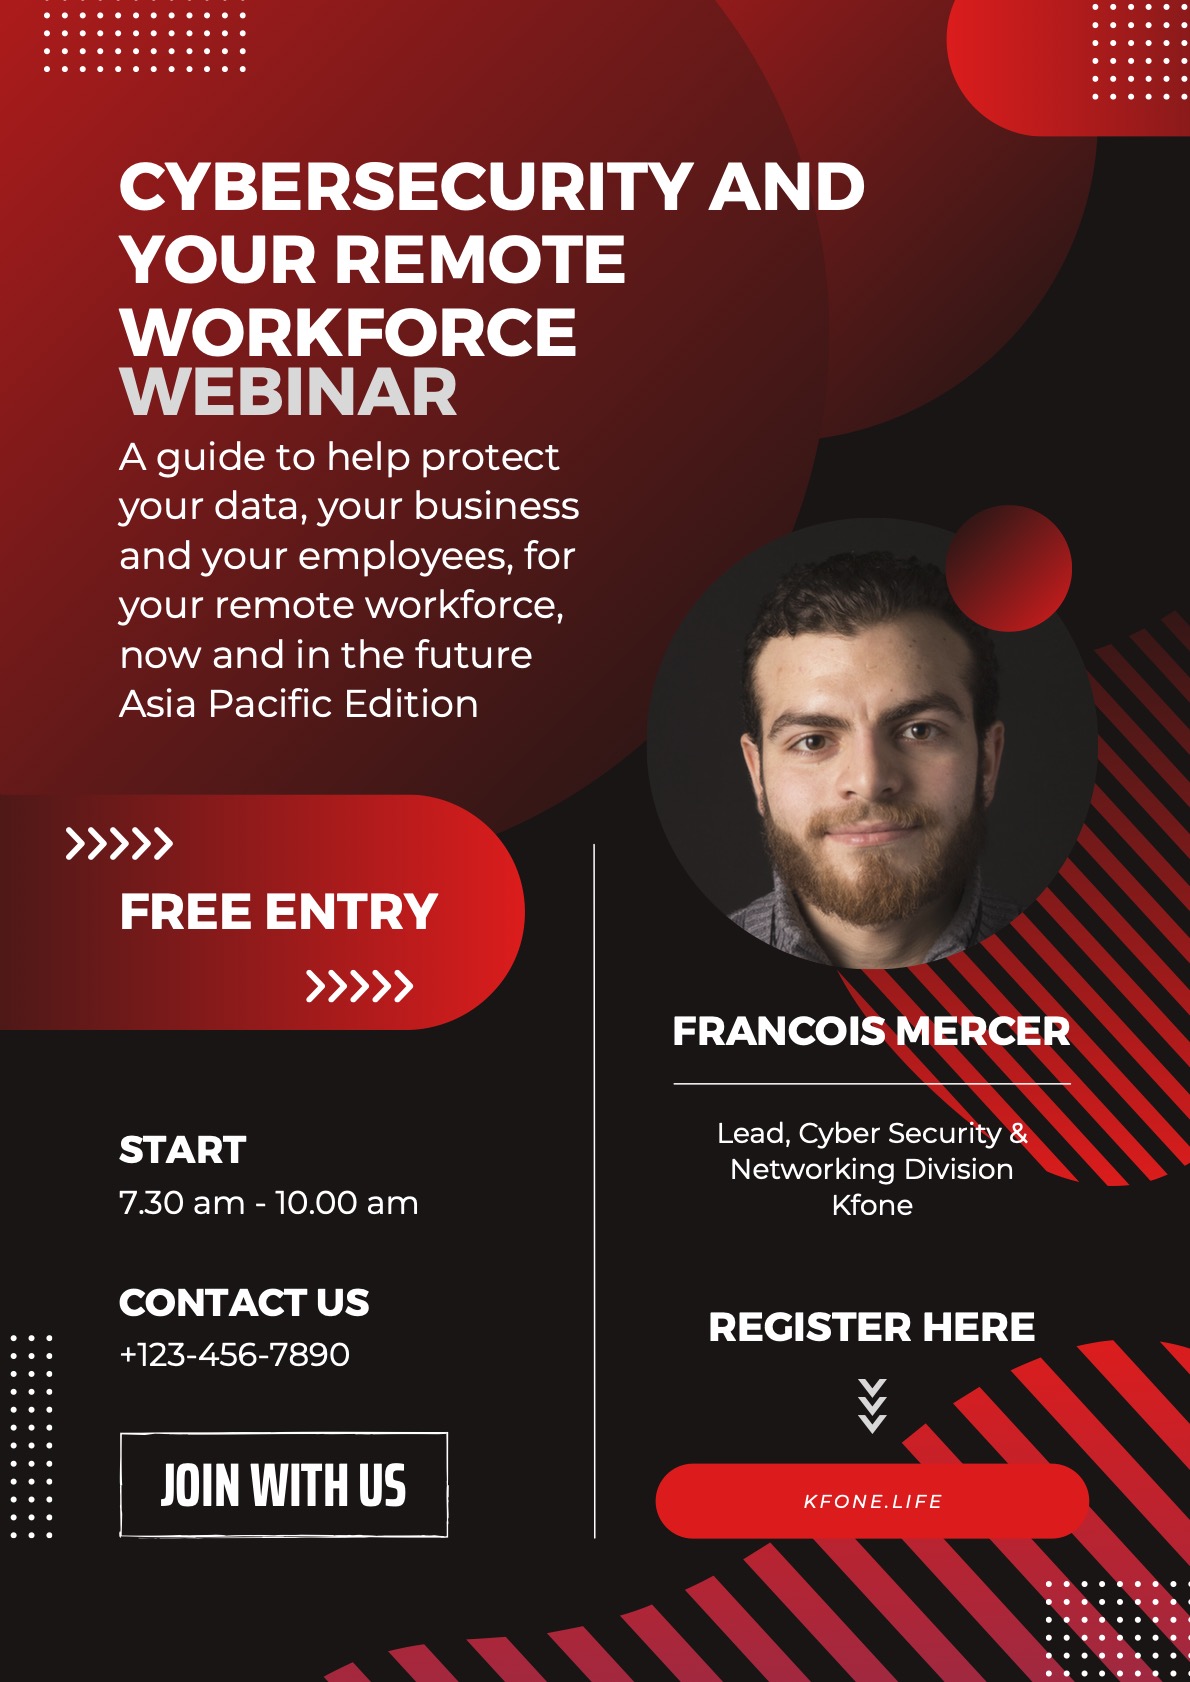 CYBERSECURITY AND
YOUR REMOTE
WORKFORCE
WEBINAR
A guide to help protect
your data, your business
and your employees, for
your remote workforce,
now and in the future
Asia Pacific Edition
FREE ENTRY
START
7.30 am - 10.00 am
CONTACT US
+123-456-7890
JOIN WITH US
FRANCOIS MERCER
Lead, Cyber Security &
Networking Division
Kfone
REGISTER HERE
KFONE.LIFE